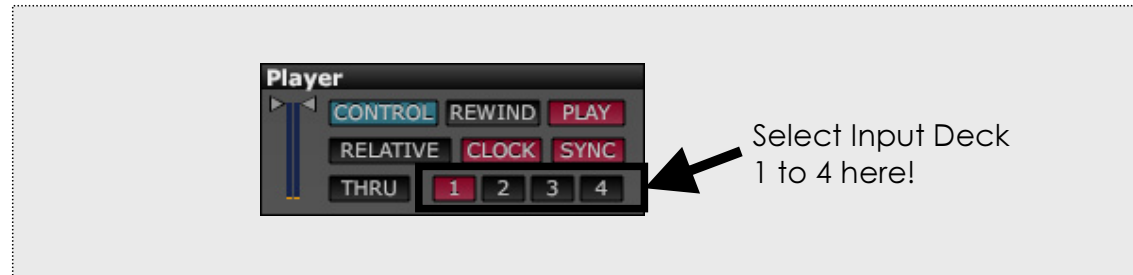 Player
CONTROL REWIND PLAY
RELATIVE CLOCK SYNC
THRU 1 2 3 4
Select Input Deck
1 to 4 here!